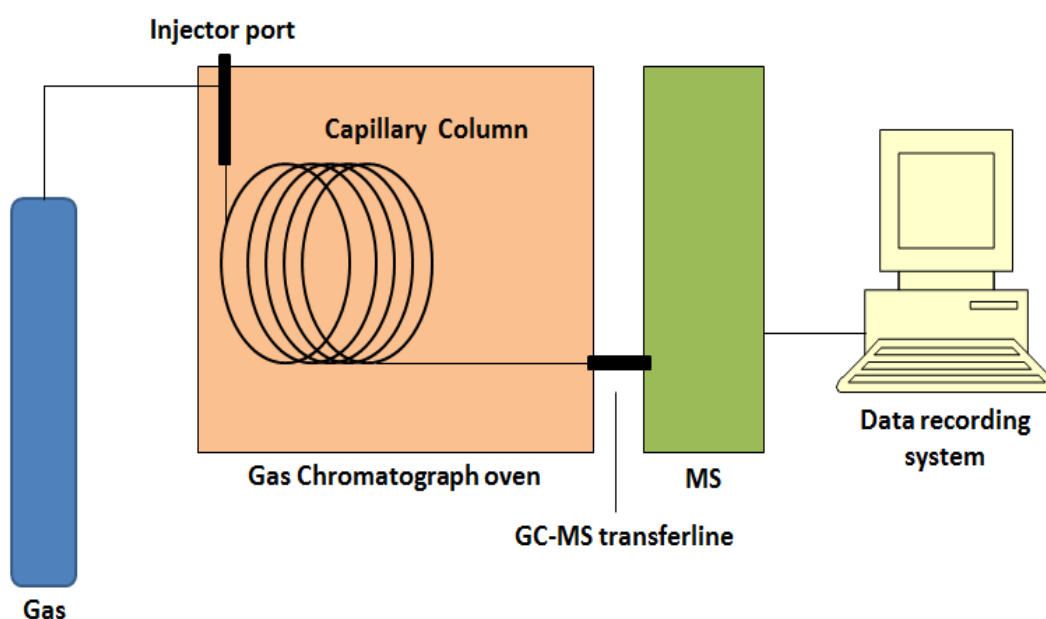 Injector port
Capillary Column
Gas Chromatograph oven
MS
Data recording
system
GC-MS transferline
Gas